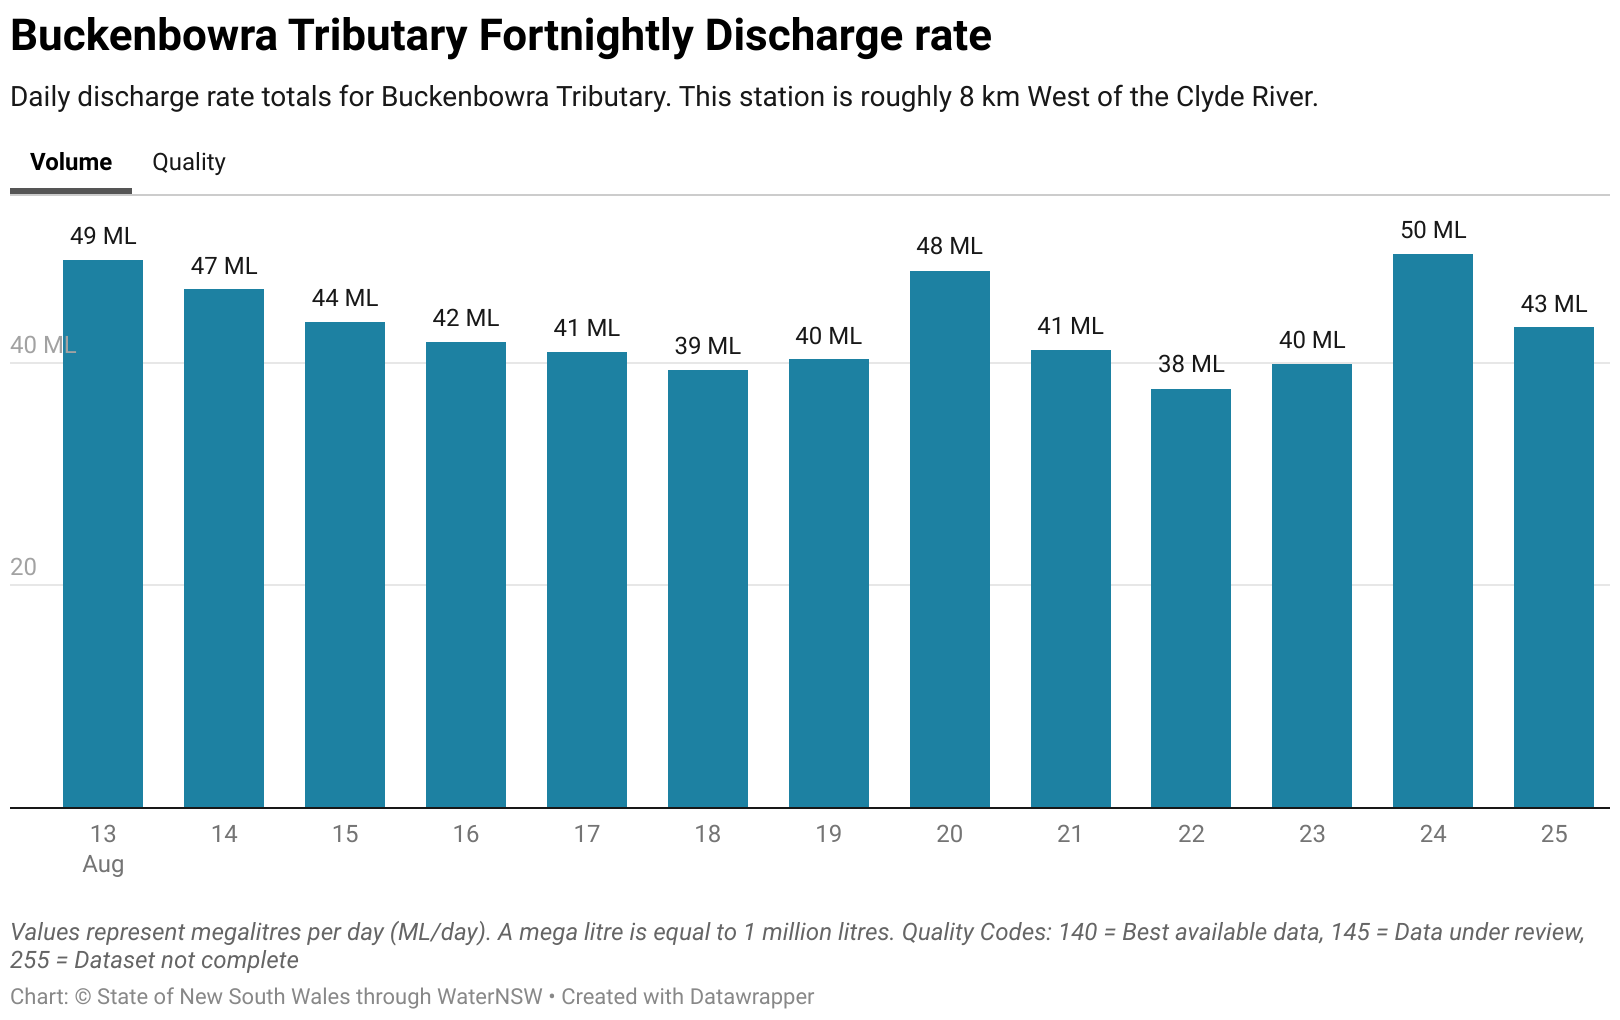 Buckenbowra Tributary Fortnightly Discharge rate
Daily discharge rate totals for Buckenbowra Tributary. This station is roughly 8 km West of the Clyde River.
Volume Quality
49 ML 47 ML 44 ML 42 ML 41 ML 39 ML 40 ML 48 ML 41 ML 38 ML 40 ML 50 ML 43 ML
40 ML
20
13 14 15 16 17 18 19 20 21 22 23 24 25
Aug
Values represent megalitres per day (ML/day). A mega litre is equal to 1 million litres. Quality Codes: 140 = Best available data, 145 = Data under review,
255 = Dataset not complete
Chart: © State of New South Wales through WaterNSW • Created with Datawrapper